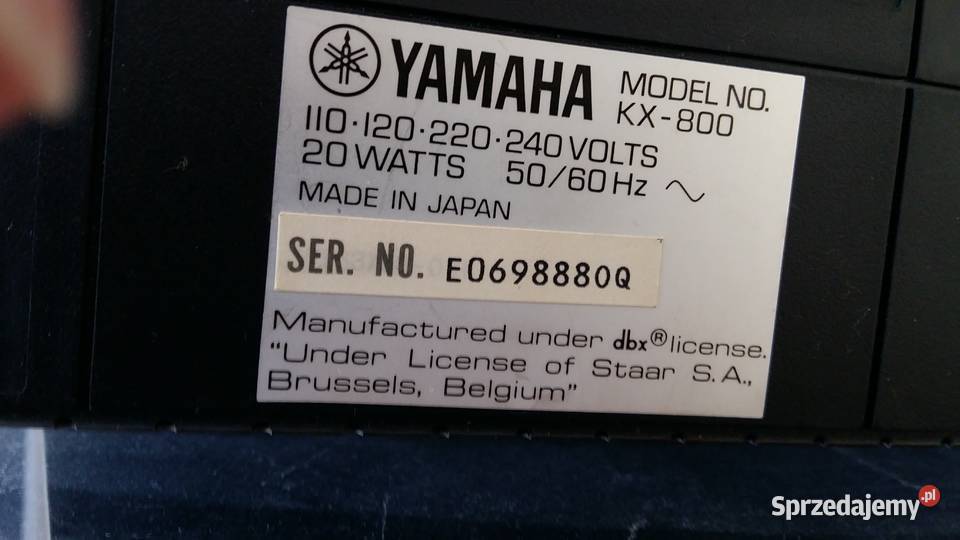 YAMAHA
MODEL NO.
KX-800
110·120·220·240 VOLTS
20 WATTS 50/60 Hz ~
MADE IN JAPAN
SER. NO. E0698880Q
Manufactured under dbx® license.
"Under License of Staar S.A.,
Brussels, Belgium"
Sprzedajemy.pl